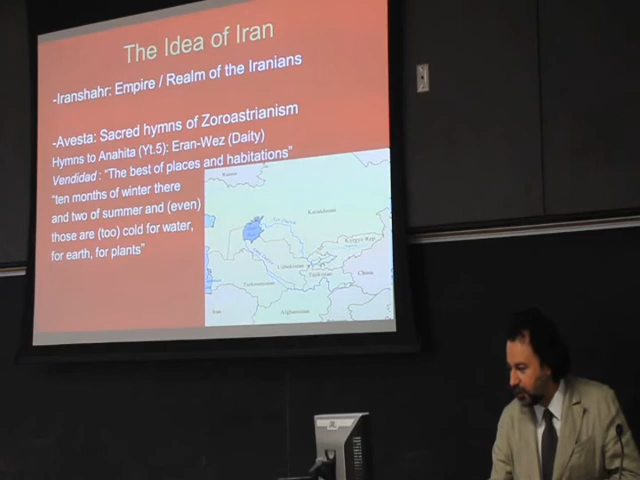 The Idea of Iran
-Iranshahr: Empire / Realm of the Iranians
-Avesta: Sacred hymns of Zoroastrianism
Hymns to Anahita (Yt.5): Eran-Wez (Daity)
Vendidad : "The best of places and habitations"
"ten months of winter there
and two of summer and (even)
those are (too) cold for water,
for earth, for plants"
Russia
Kazakhstan
Kyrgyz Rep
Uzbekistan
Tajikistan
China
Turkmenistan
Iran
Afghanistan